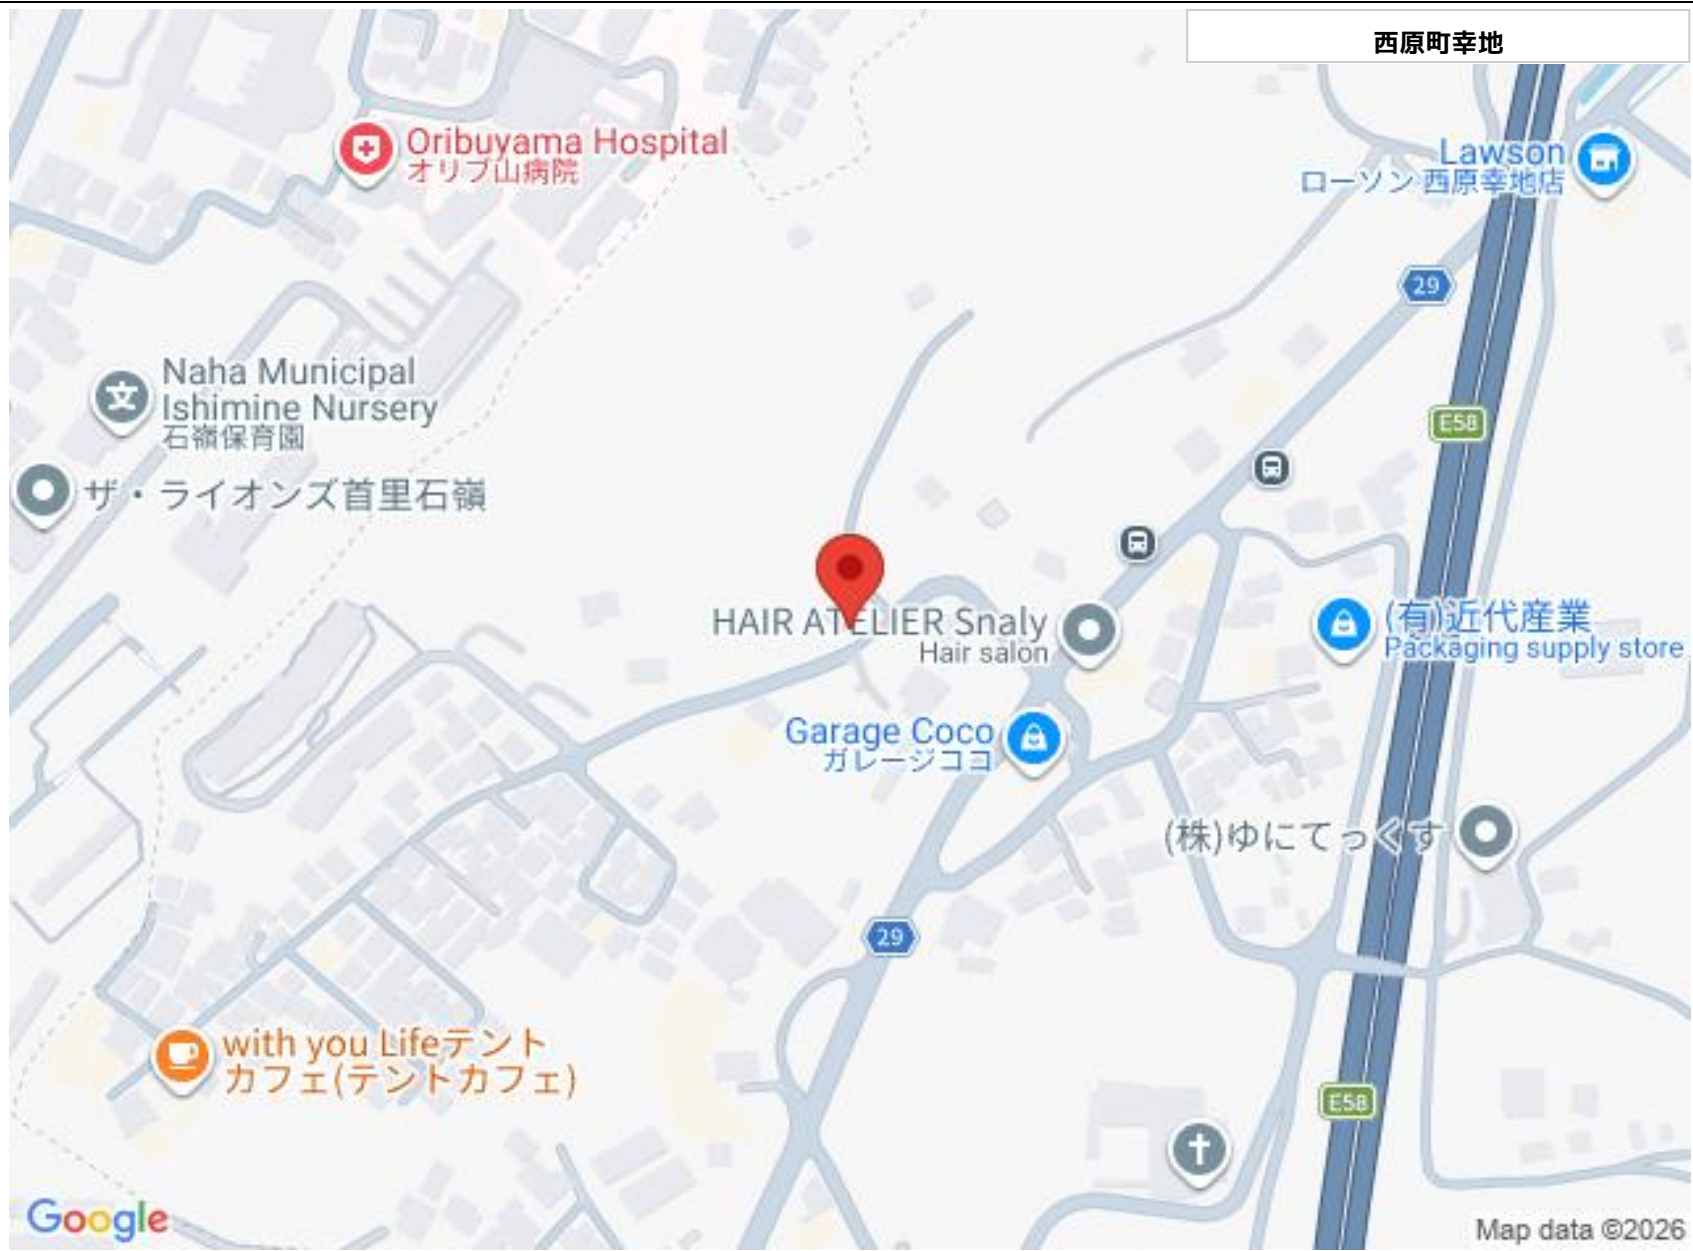 西原町幸地
Oribuyama Hospital
オリブ山病院
Lawson
ローソン 西原幸地店
29
Naha Municipal
Ishimine Nursery
石嶺保育園
E58
ザ・ライオンズ首里石嶺
HAIR ATELIER Snaly
Hair salon
(有)近代産業
Packaging supply store
Garage Coco
ガレージココ
(株)ゆにてっくす
29
with you Lifeテント
カフェ(テントカフェ)
E58
Google
Map data ©2026